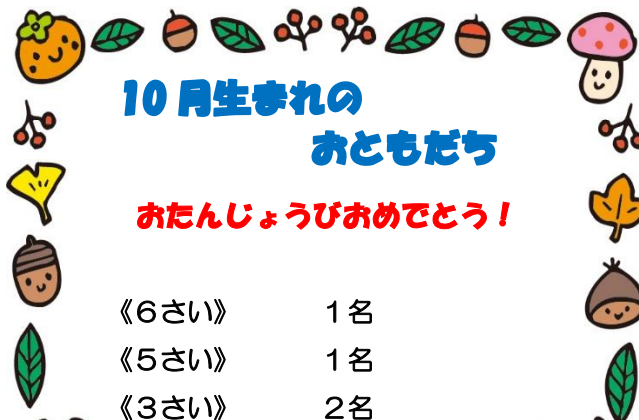 10月生まれの
おともだち
おたんじょうびおめでとう！
《６さい》　１名
《５さい》　１名
《３さい》　２名